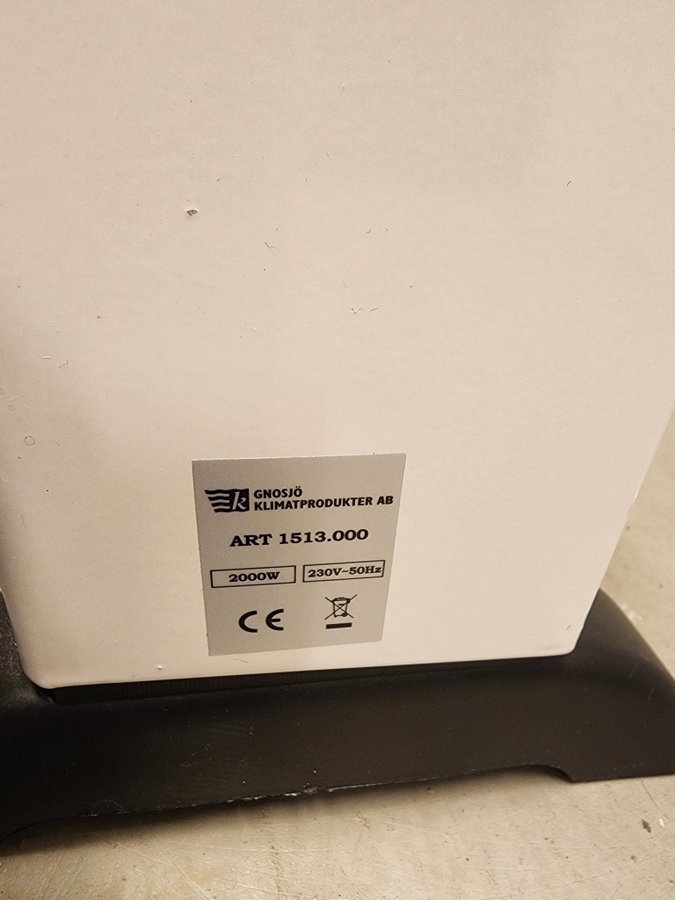 k GNOSJÖ
KLIMATPRODUKTER AB
ART 1513.000
2000W 230V~50Hz
CE